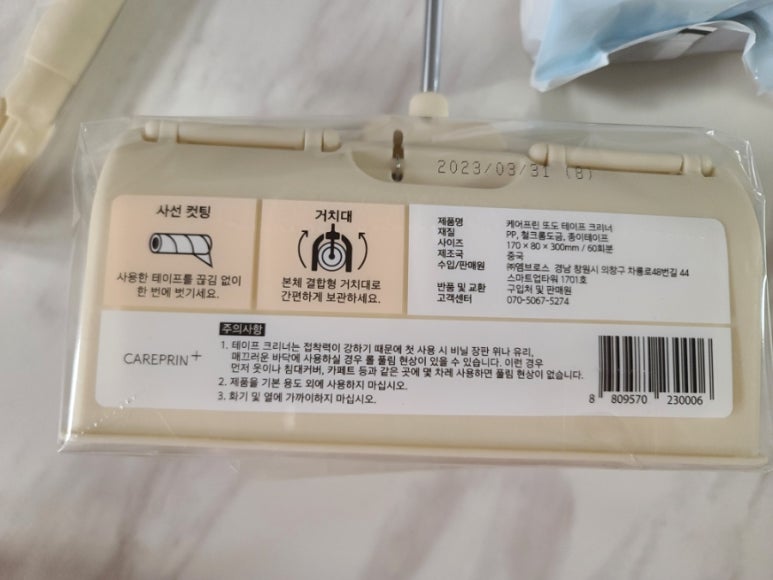 2023/03/31 (B)
사선 컷팅
사용한 테이프를 끊김 없이
한 번에 벗기세요.
거치대
본체 결합형 거치대로
간편하게 보관하세요.
제품명 케어프린 또도 테이프 크리너
재질 PP, 철크롬도금, 종이테이프
사이즈 170 × 80 × 300mm / 60회분
제조국 중국
수입/판매원 ㈜엠브로스 경남 창원시 의창구 차룡로48번길 44
스마트업타워 1701호
반품 및 교환 구입처 및 판매원
고객센터 070-5067-5274
CAREPRIN+
주의사항
1. 테이프 크리너는 접착력이 강하기 때문에 첫 사용 시 비닐 장판 위나 유리,
매끄러운 바닥에 사용하실 경우 롤 풀림 현상이 있을 수 있습니다. 이런 경우
먼저 옷이나 침대커버, 카페트 등과 같은 곳에 몇 차례 사용하면 풀림 현상이 없습니다.
2. 제품을 기본 용도 외에 사용하지 마십시오.
3. 화기 및 열에 가까이하지 마십시오.
8 809570 230006